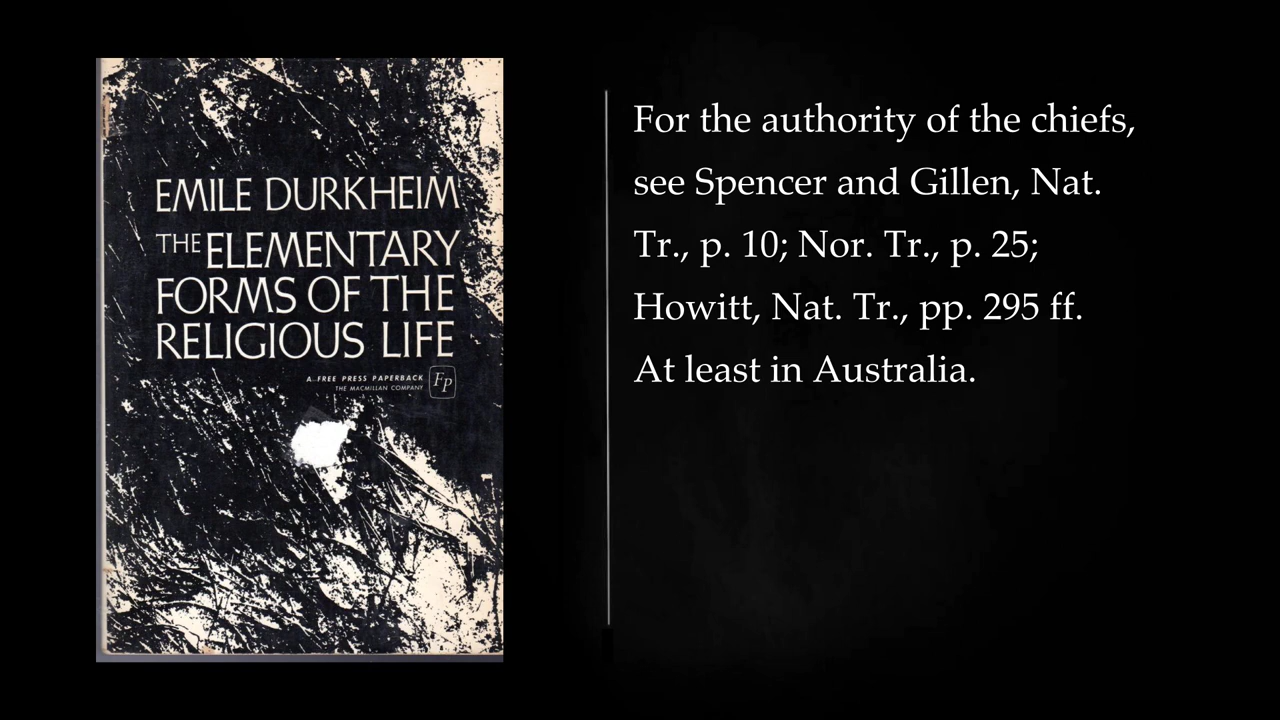 EMILE DURKHEIM
THE ELEMENTARY
FORMS OF THE
RELIGIOUS LIFE
A FREE PRESS PAPERBACK
THE MACMILLAN COMPANY
FP
For the authority of the chiefs,
see Spencer and Gillen, Nat.
Tr., p. 10; Nor. Tr., p. 25;
Howitt, Nat. Tr., pp. 295 ff.
At least in Australia.